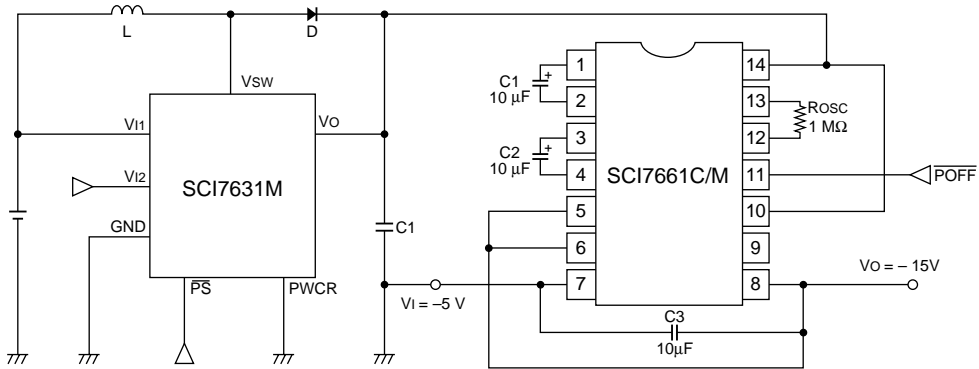 L
D
VSW
VI1
VO
VI2
SCI7631M
GND
PS
PWCR
C1
VI = –5 V
C1
10 µF
C2
10 µF
1
2
3
4
5
6
7
SCI7661C/M
14
13
12
11
10
9
8
ROSC
1 MΩ
POFF
VO = – 15V
C3
10µF